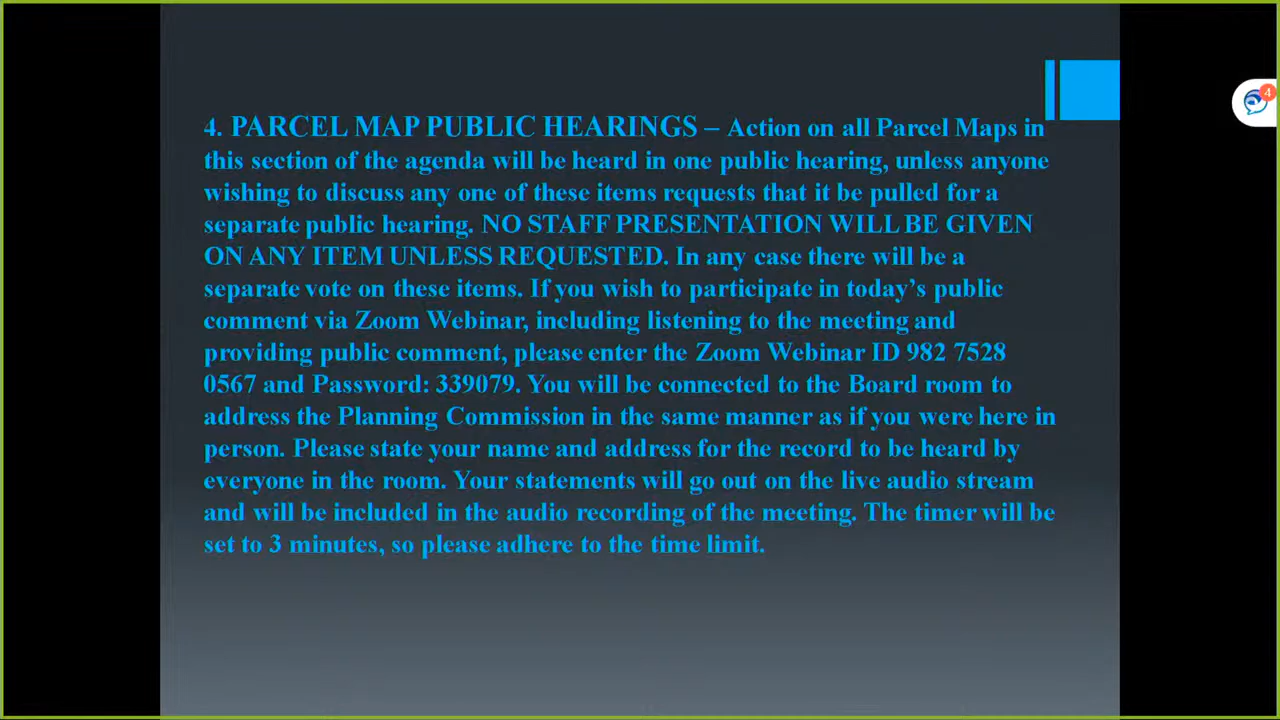 4. PARCEL MAP PUBLIC HEARINGS – Action on all Parcel Maps in
this section of the agenda will be heard in one public hearing, unless anyone
wishing to discuss any one of these items requests that it be pulled for a
separate public hearing. NO STAFF PRESENTATION WILL BE GIVEN
ON ANY ITEM UNLESS REQUESTED. In any case there will be a
separate vote on these items. If you wish to participate in today’s public
comment via Zoom Webinar, including listening to the meeting and
providing public comment, please enter the Zoom Webinar ID 982 7528
0567 and Password: 339079. You will be connected to the Board room to
address the Planning Commission in the same manner as if you were here in
person. Please state your name and address for the record to be heard by
everyone in the room. Your statements will go out on the live audio stream
and will be included in the audio recording of the meeting. The timer will be
set to 3 minutes, so please adhere to the time limit.
4